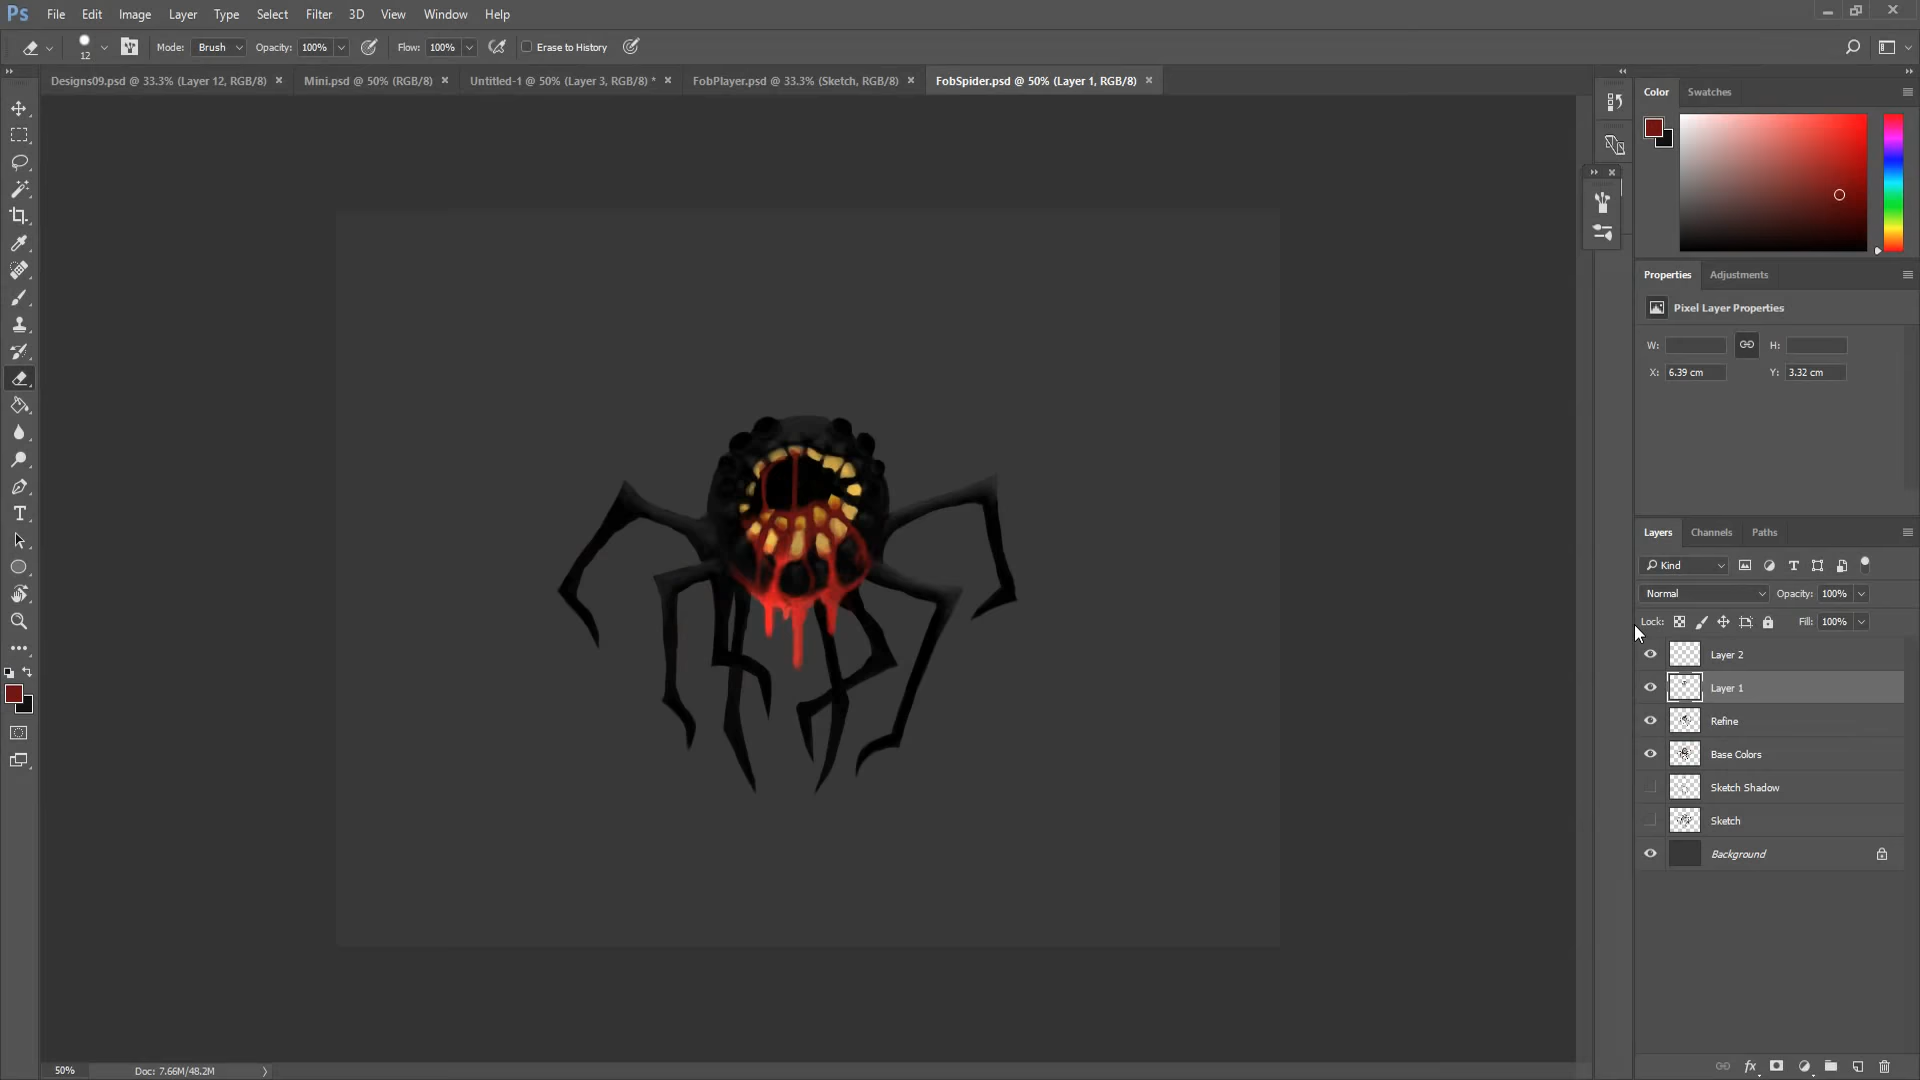 Ps File Edit Image Layer Type Select Filter 3D View Window Help
12 Mode: Brush Opacity: 100% Flow: 100% Erase to History
Designs09.psd @ 33.3% (Layer 12, RGB/8) Mini.psd @ 50% (RGB/8) Untitled-1 @ 50% (Layer 3, RGB/8) * FobPlayer.psd @ 33.3% (Sketch, RGB/8) FobSpider.psd @ 50% (Layer 1, RGB/8)
Color Swatches
Properties Adjustments
Pixel Layer Properties
W: H:
X: 6.39 cm Y: 3.32 cm
Layers Channels Paths
Kind
Normal Opacity: 100%
Lock: Fill: 100%
Layer 2
Layer 1
Refine
Base Colors
Sketch Shadow
Sketch
Background
50% Doc: 7.66M/48.2M